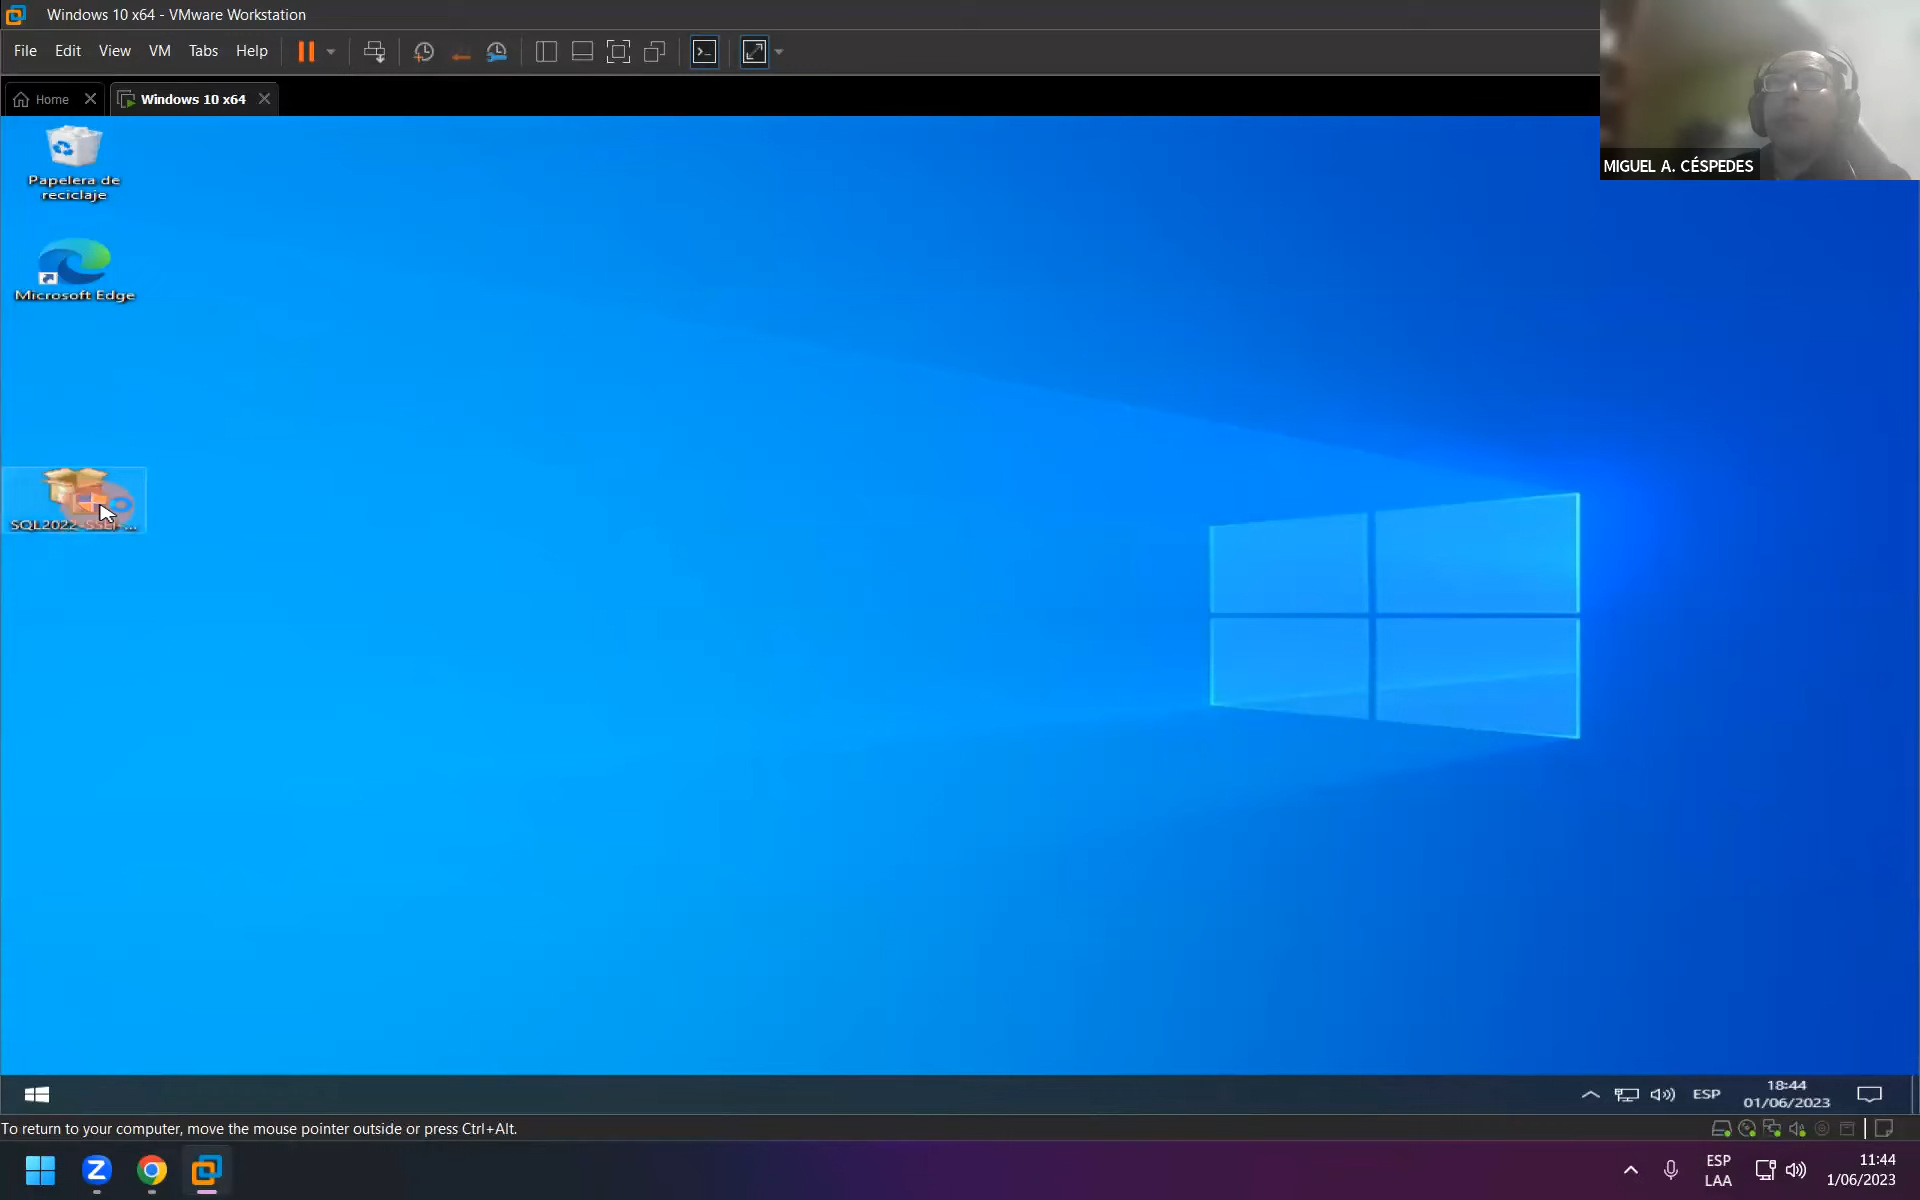 Windows 10 x64 - VMware Workstation
File Edit View VM Tabs Help
Home
Windows 10 x64
MIGUEL A. CÉSPEDES
Papelera de
reciclaje
Microsoft Edge
SQL2022-SSEI-...
ESP
18:44
01/06/2023
To return to your computer, move the mouse pointer outside or press Ctrl+Alt.
ESP
LAA
11:44
1/06/2023